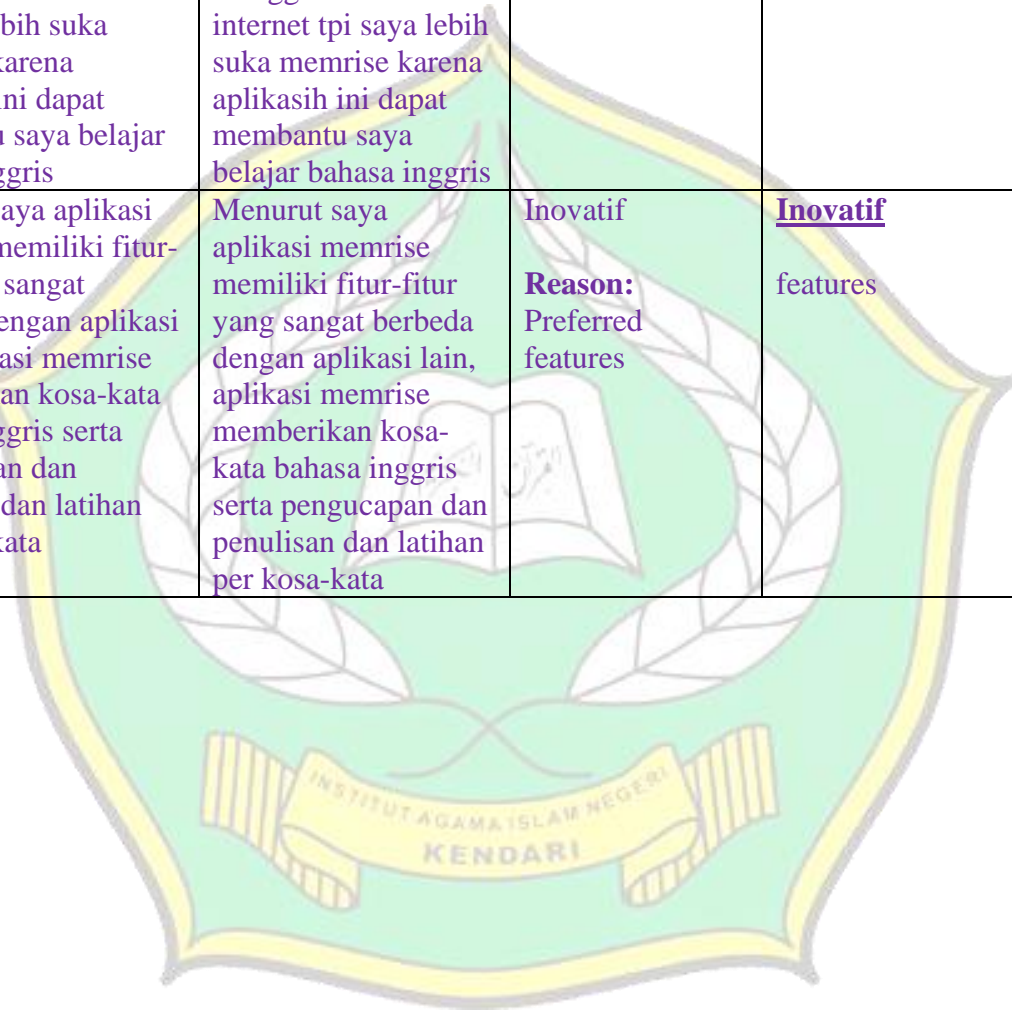 bih suka
karena
ini dapat
u saya belajar
ggris
internet tpi saya lebih
suka memrise karena
aplikasih ini dapat
membantu saya
belajar bahasa inggris
aya aplikasi
memiliki fitur-
sangat
engan aplikasi
asi memrise
an kosa-kata
ggris serta
an dan
dan latihan
kata
Menurut saya
aplikasi memrise
memiliki fitur-fitur
yang sangat berbeda
dengan aplikasi lain,
aplikasi memrise
memberikan kosa-
kata bahasa inggris
serta pengucapan dan
penulisan dan latihan
per kosa-kata
Inovatif
Reason:
Preferred
features
Inovatif
features
INSTITUT AGAMA ISLAM NEGERI
KENDARI